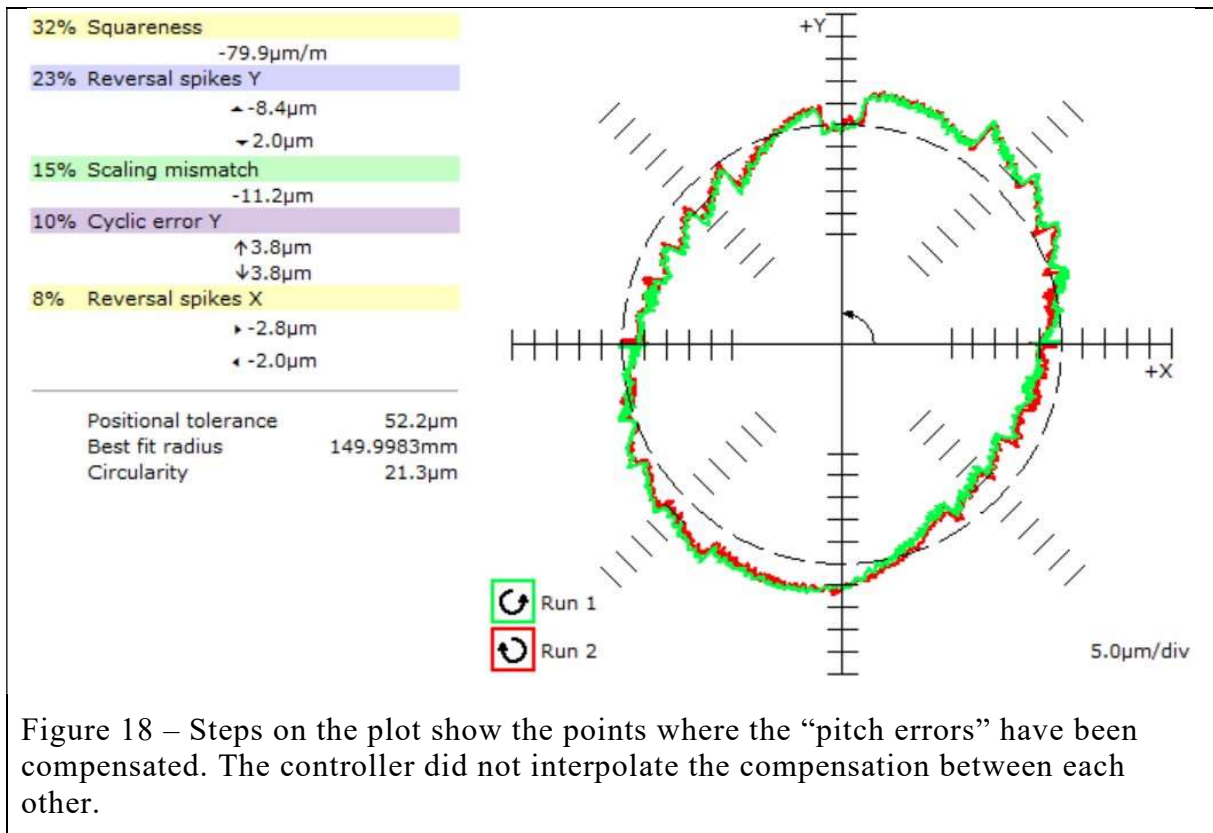 32% Squareness
-79.9µm/m
23% Reversal spikes Y
▲ -8.4µm
▼ 2.0µm
15% Scaling mismatch
-11.2µm
10% Cyclic error Y
↑3.8µm
↓3.8µm
8% Reversal spikes X
▸ -2.8µm
◂ -2.0µm
Positional tolerance 52.2µm
Best fit radius 149.9983mm
Circularity 21.3µm
+Y
+X
Run 1
Run 2
5.0µm/div
Figure 18 – Steps on the plot show the points where the “pitch errors” have been
compensated. The controller did not interpolate the compensation between each
other.